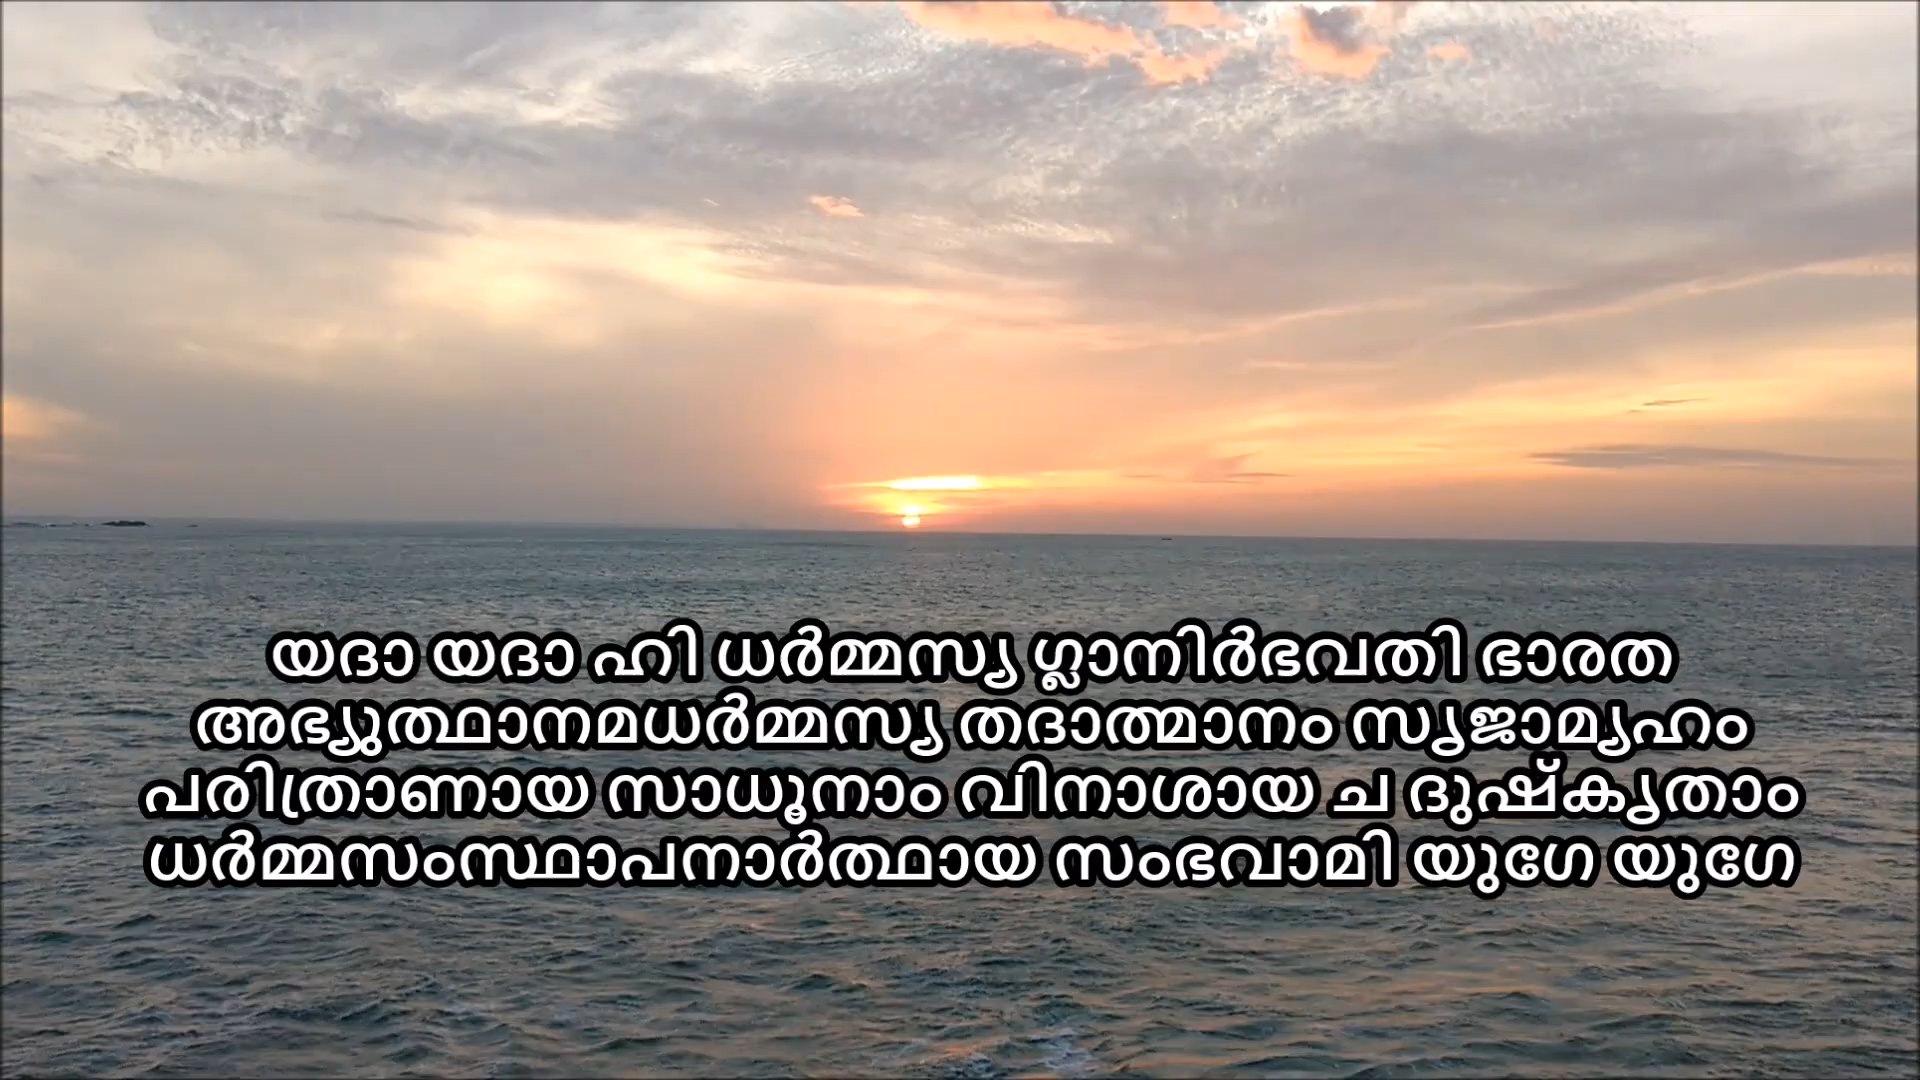 യദാ യദാ ഹി ധർമ്മസ്യ ഗ്ലാനിർഭവതി ഭാരത
അഭ്യുത്ഥാനമധർമ്മസ്യ തദാത്മാനം സൃജാമ്യഹം
പരിത്രാണായ സാധൂനാം വിനാശായ ച ദുഷ്കൃതാം
ധർമ്മസംസ്ഥാപനാർത്ഥായ സംഭവാമി യുഗേ യുഗേ